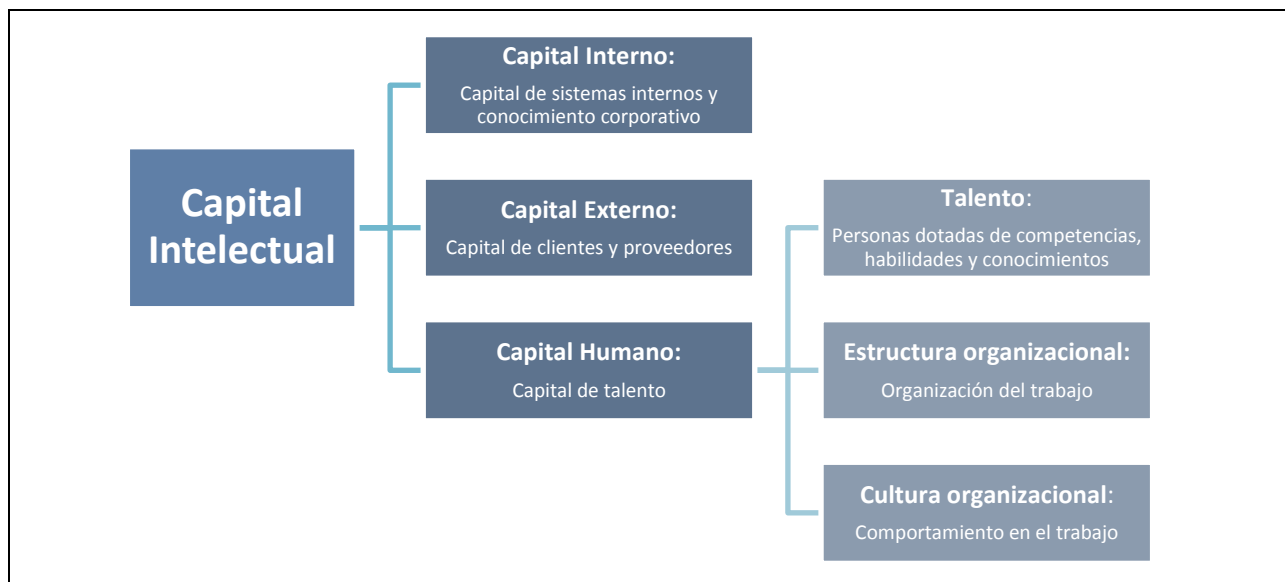 Capital
Intelectual
Capital Interno:
Capital de sistemas internos y
conocimiento corporativo
Capital Externo:
Capital de clientes y proveedores
Capital Humano:
Capital de talento
Talento:
Personas dotadas de competencias,
habilidades y conocimientos
Estructura organizacional:
Organización del trabajo
Cultura organizacional:
Comportamiento en el trabajo